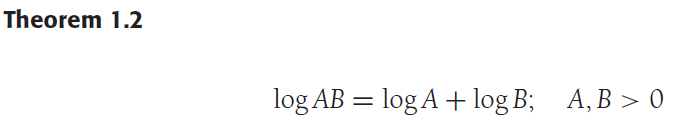 Theorem 1.2
log AB = log A + log B;    A, B > 0